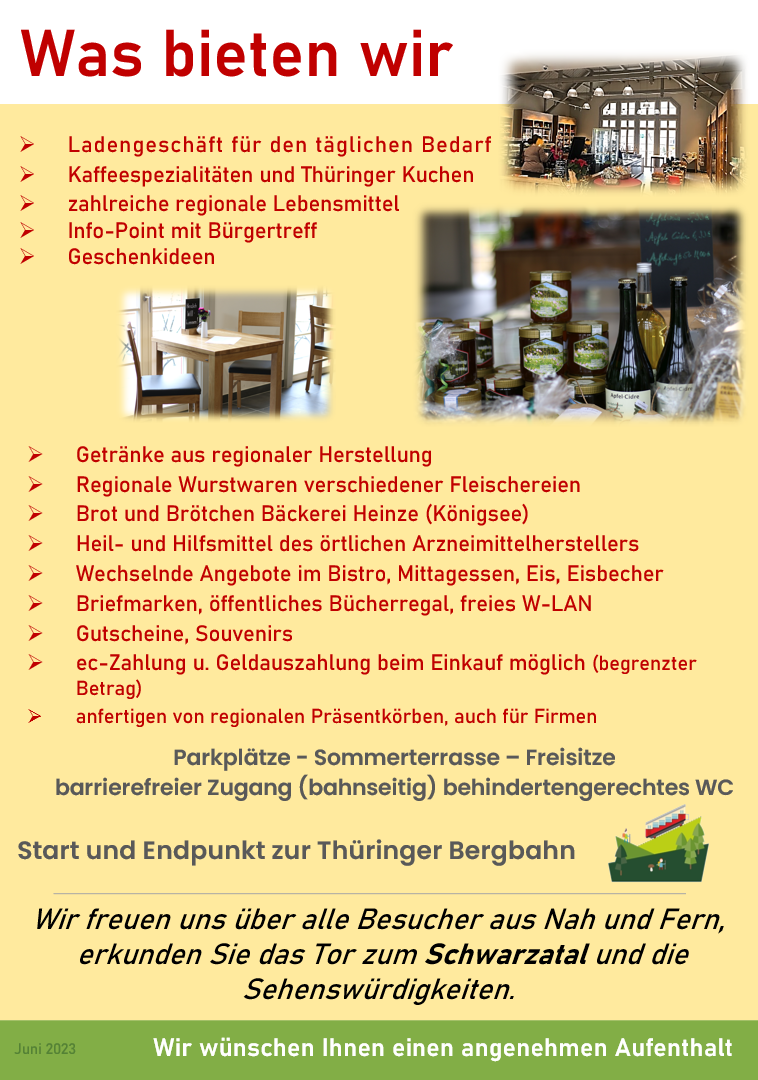 Was bieten wir
Ladengeschäft für den täglichen Bedarf
Kaffeespezialitäten und Thüringer Kuchen
zahlreiche regionale Lebensmittel
Info-Point mit Bürgertreff
Geschenkideen
Apfel-Cidre
Apfel-Cidre
Getränke aus regionaler Herstellung
Regionale Wurstwaren verschiedener Fleischereien
Brot und Brötchen Bäckerei Heinze (Königsee)
Heil- und Hilfsmittel des örtlichen Arzneimittelherstellers
Wechselnde Angebote im Bistro, Mittagessen, Eis, Eisbecher
Briefmarken, öffentliches Bücherregal, freies W-LAN
Gutscheine, Souvenirs
ec-Zahlung u. Geldauszahlung beim Einkauf möglich (begrenzter
Betrag)
anfertigen von regionalen Präsentkörben, auch für Firmen
Parkplätze - Sommerterrasse – Freisitze
barrierefreier Zugang (bahnseitig) behindertengerechtes WC
Start und Endpunkt zur Thüringer Bergbahn
Wir freuen uns über alle Besucher aus Nah und Fern,
erkunden Sie das Tor zum Schwarzatal und die
Sehenswürdigkeiten.
Juni 2023
Wir wünschen Ihnen einen angenehmen Aufenthalt